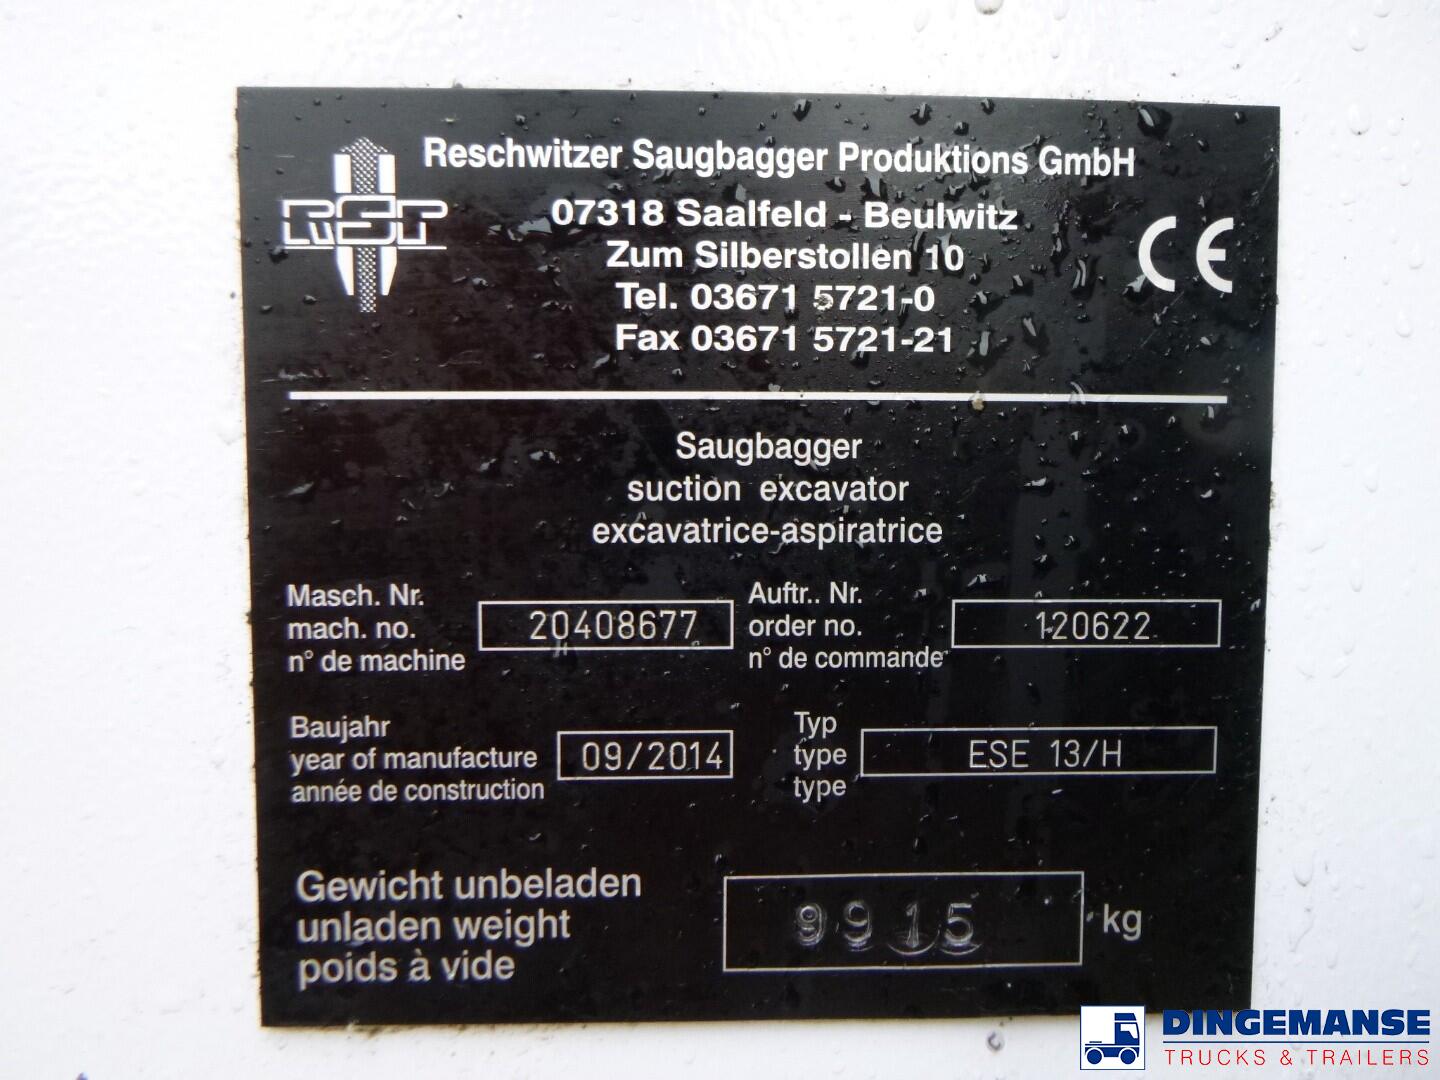 Reschwitzer Saugbagger Produktions GmbH
RSP
07318 Saalfeld - Beulwitz
Zum Silberstollen 10
Tel. 03671 5721-0
Fax 03671 5721-21
CE
Saugbagger
suction excavator
excavatrice-aspiratrice
Masch. Nr.
mach. no.
n° de machine
20408677
Auftr.. Nr.
order no.
n° de commande
120622
Baujahr
year of manufacture
année de construction
09/2014
Typ
type
type
ESE 13/H
Gewicht unbeladen
unladen weight
poids à vide
9915 kg
DINGEMANSE
TRUCKS & TRAILERS